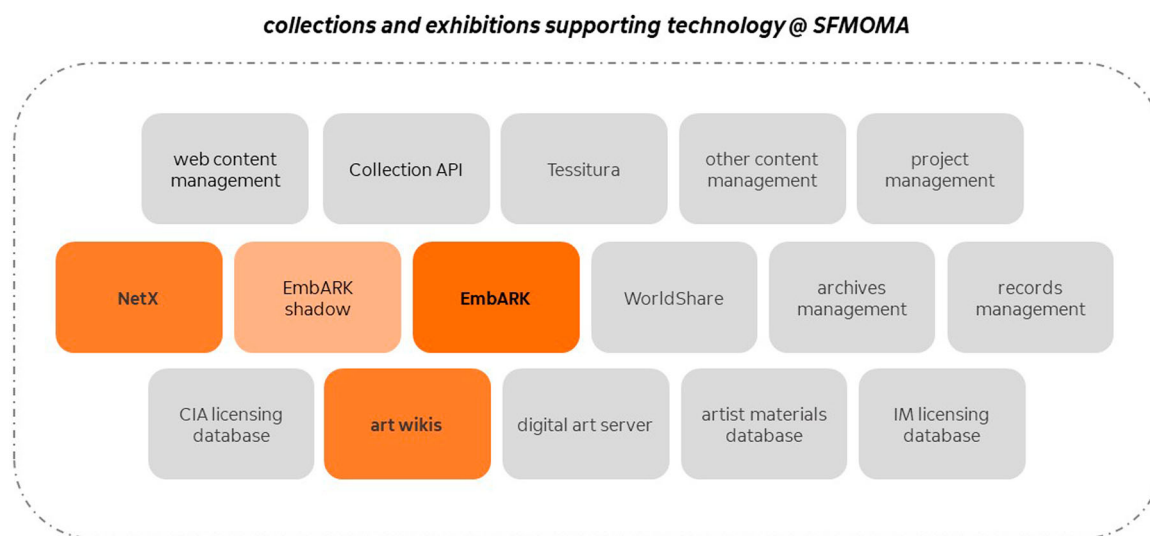 collections and exhibitions supporting technology @ SFMOMA
web content
management
Collection API
Tessitura
other content
management
project
management
NetX
EmbARK
shadow
EmbARK
WorldShare
archives
management
records
management
CIA licensing
database
art wikis
digital art server
artist materials
database
IM licensing
database